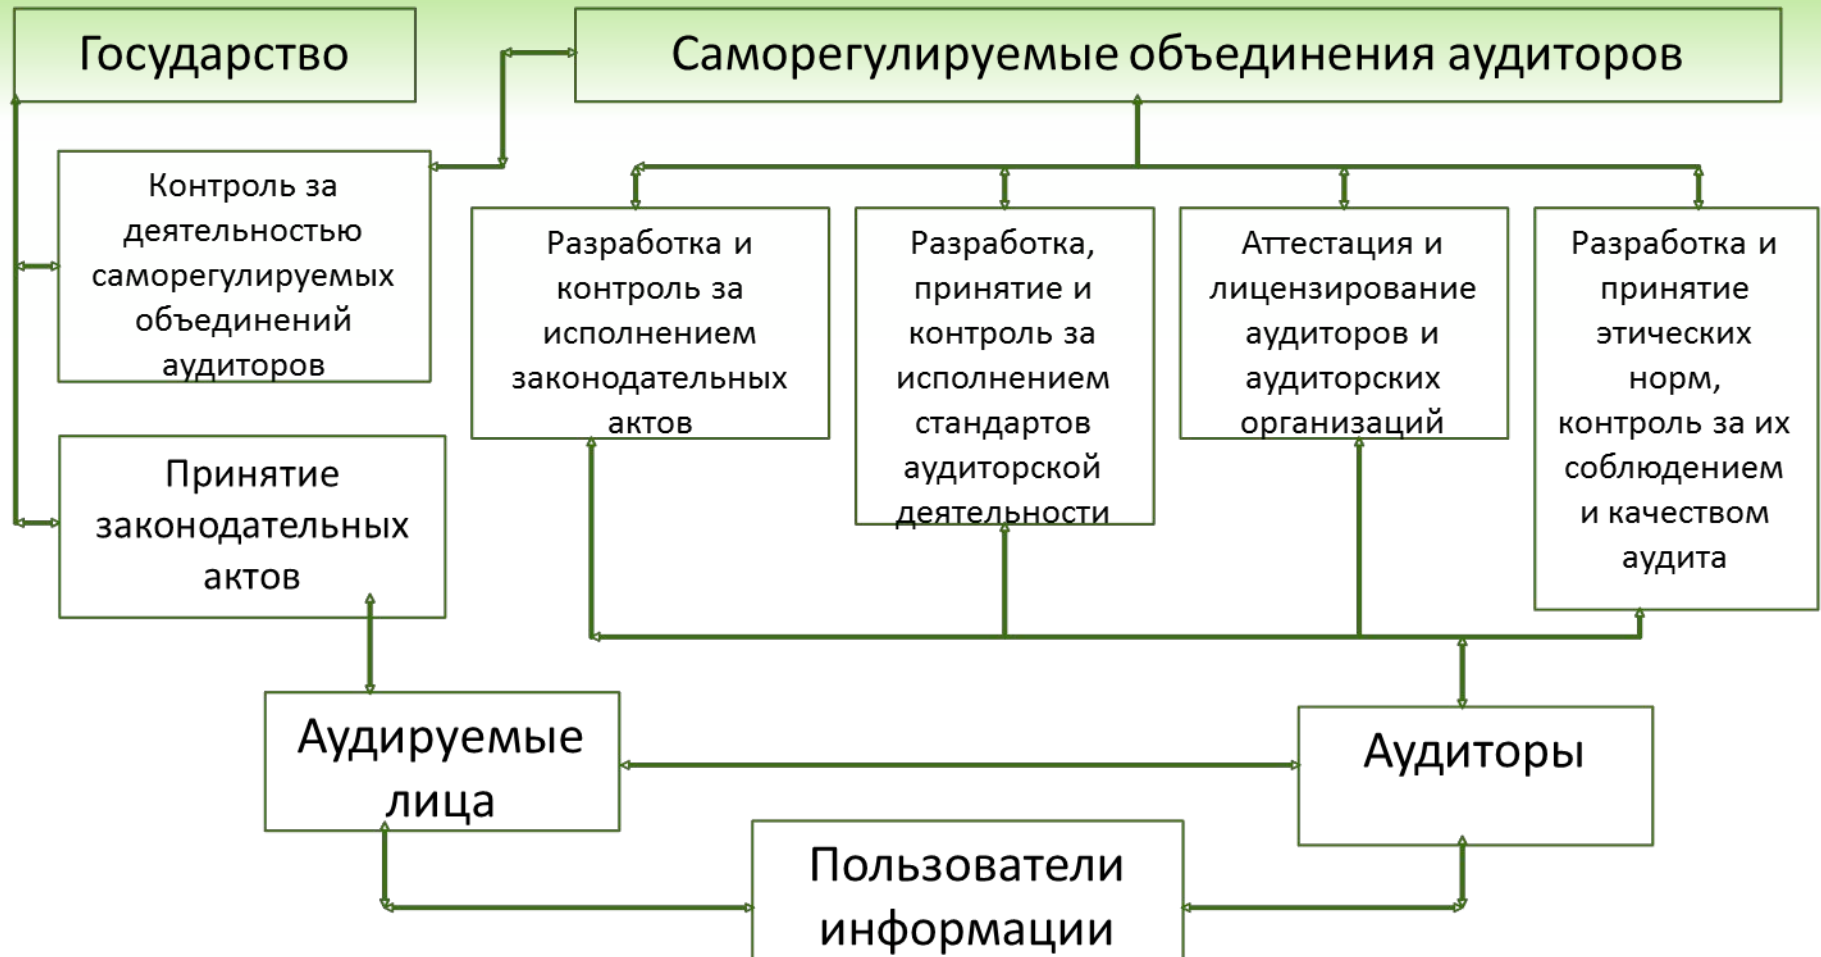 Государство
Саморегулируемые объединения аудиторов
Контроль за
деятельностью
саморегулируемых
объединений
аудиторов
Разработка и
контроль за
исполнением
законодательных
актов
Разработка,
принятие и
контроль за
исполнением
стандартов
аудиторской
деятельности
Аттестация и
лицензирование
аудиторов и
аудиторских
организаций
Разработка и
принятие
этических
норм,
контроль за их
соблюдением
и качеством
аудита
Принятие
законодательных
актов
Аудируемые
лица
Аудиторы
Пользователи
информации